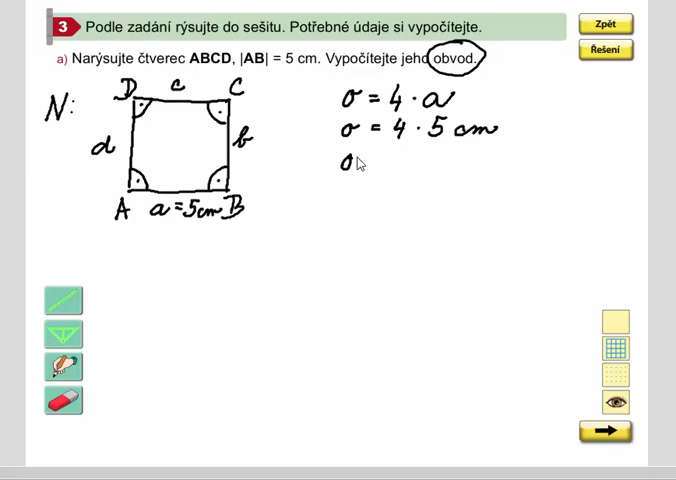 3 Podle zadání rýsujte do sešitu. Potřebné údaje si vypočítejte.
Zpět
Řešení
a) Narýsujte čtverec ABCD, |AB| = 5 cm. Vypočítejte jeho obvod.
N:
D c C
d b
A a = 5cm B
o = 4 · a
o = 4 · 5 cm
o